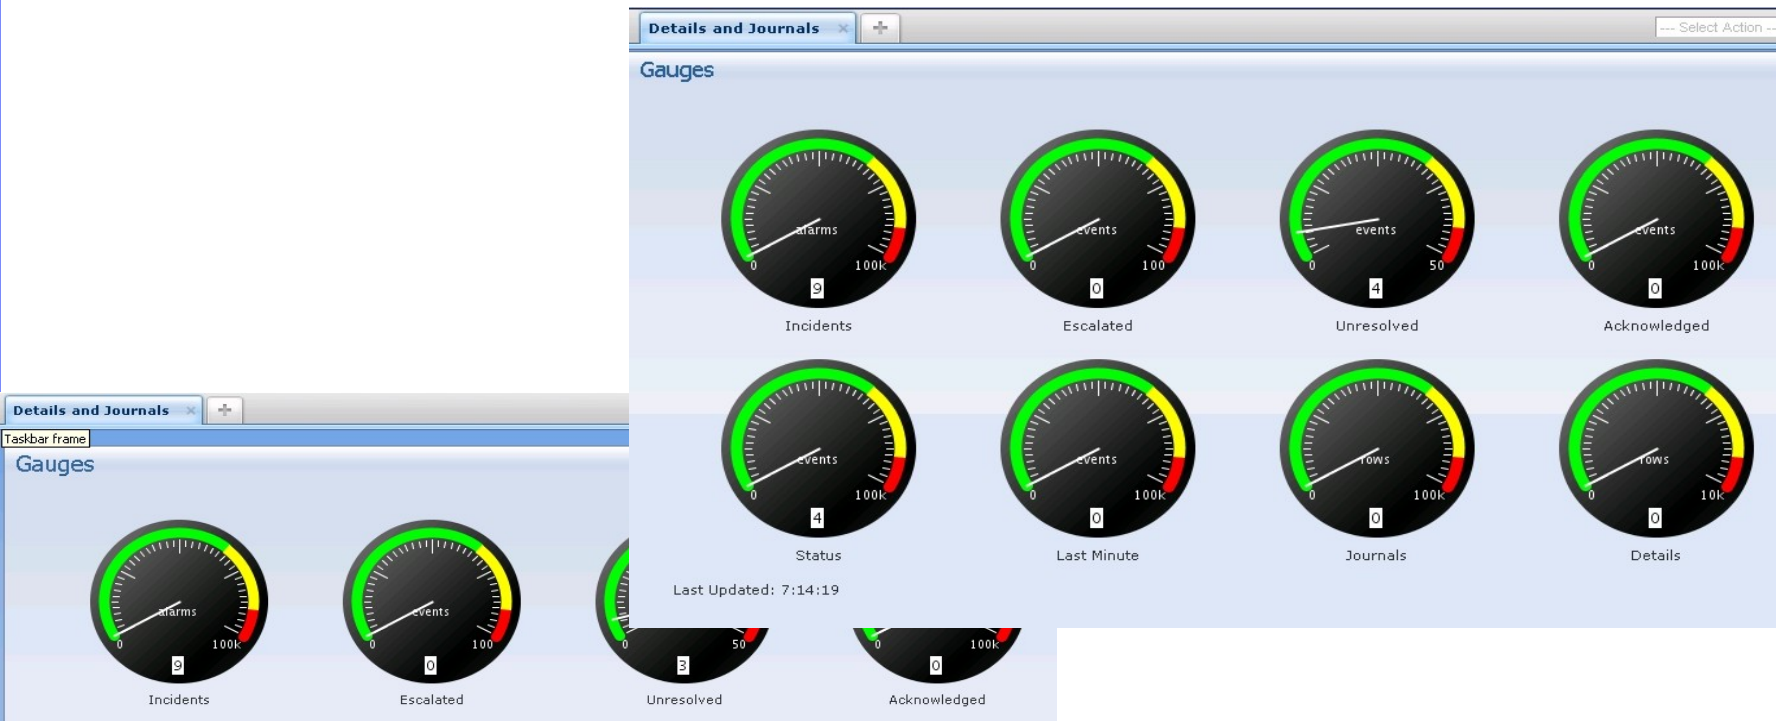 Details and Journals
--- Select Action --
Gauges
alarms events events events
0 100k 0 100 0 50 0 100k
9 0 4 0
Incidents Escalated Unresolved Acknowledged
events events rows rows
0 100k 0 100k 0 100k 0 10k
4 0 0 0
Status Last Minute Journals Details
Last Updated: 7:14:19
Details and Journals
Taskbar frame
Gauges
alarms events
0 100k 0 100 0 50 0 100k
9 0 3 0
Incidents Escalated Unresolved Acknowledged